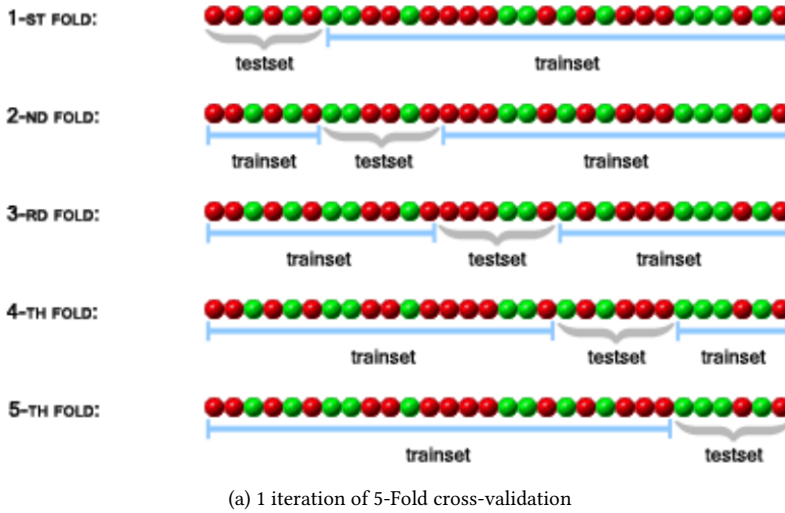 1-ST FOLD:
testset trainset
2-ND FOLD:
trainset testset trainset
3-RD FOLD:
trainset testset trainset
4-TH FOLD:
trainset testset trainset
5-TH FOLD:
trainset testset
(a) 1 iteration of 5-Fold cross-validation